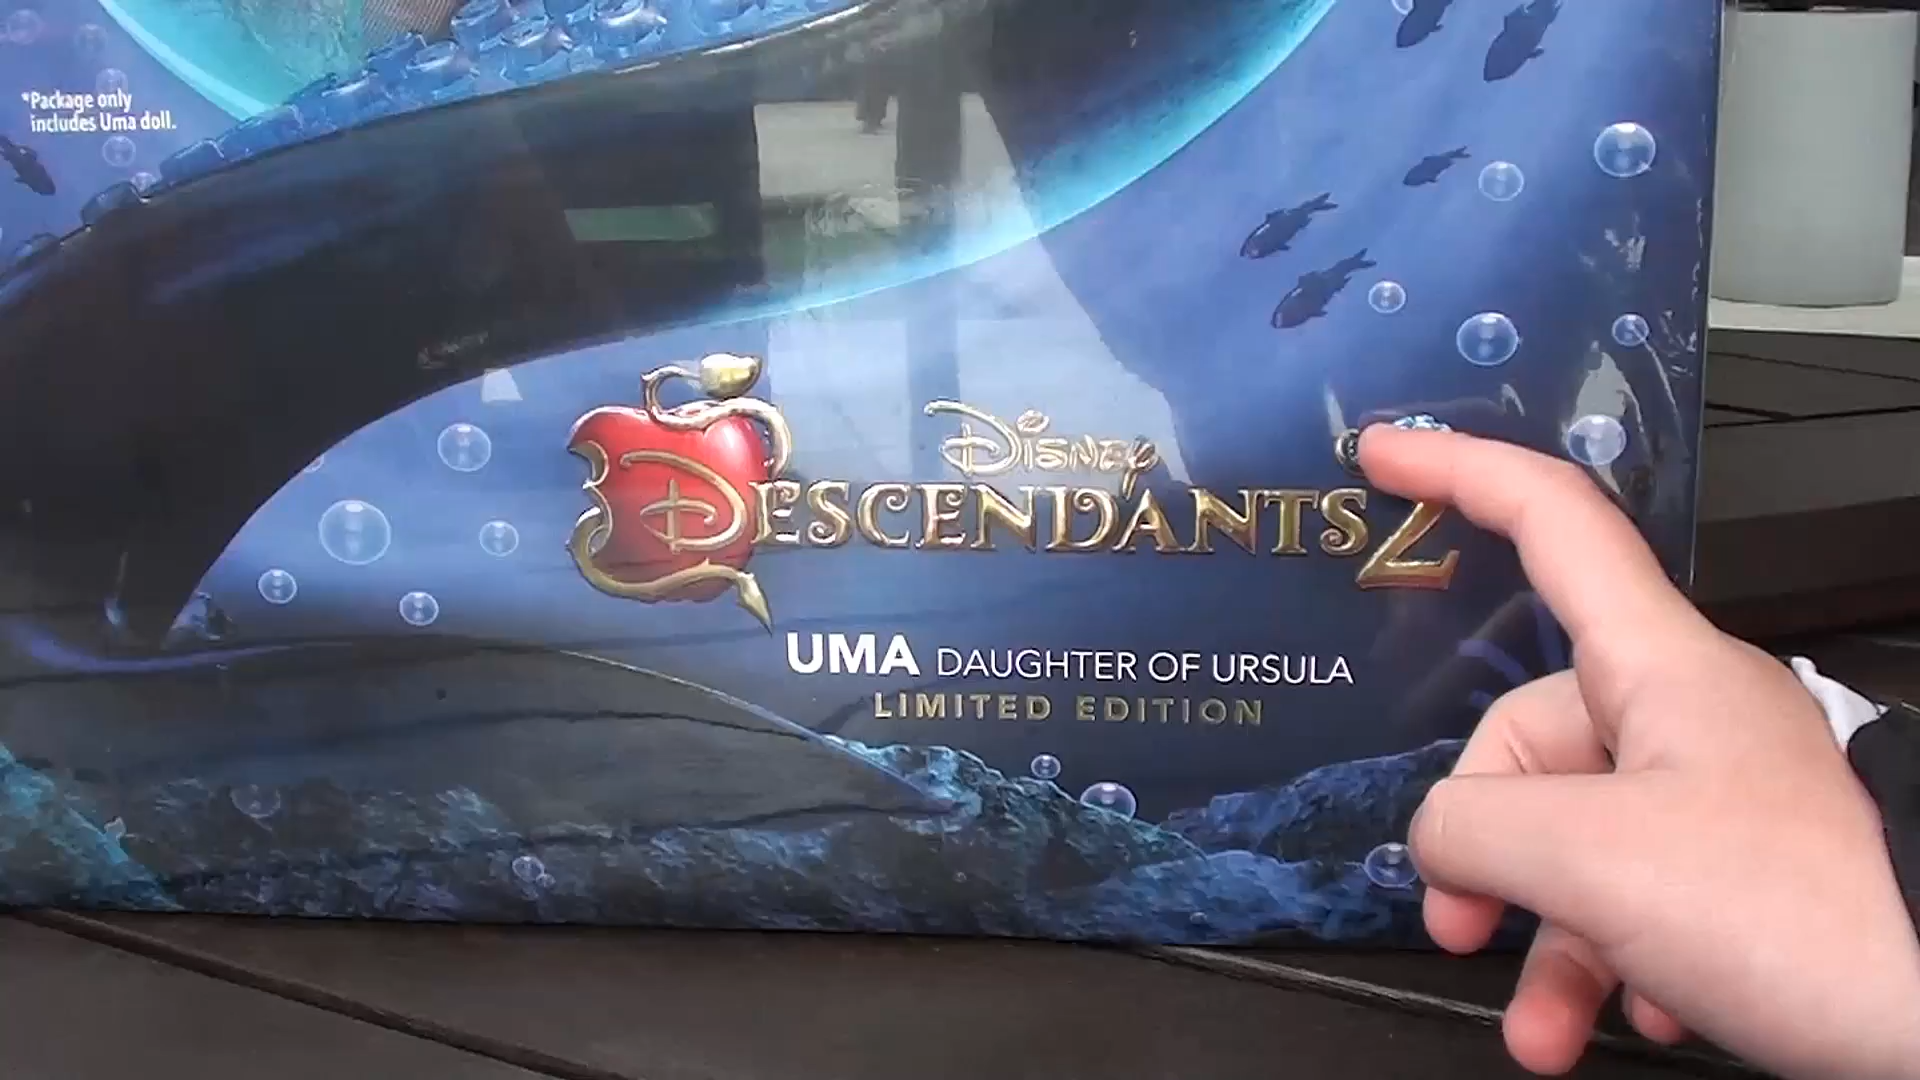 *Package only
includes Uma doll.
Disney
DESCENDANTS 2
UMA DAUGHTER OF URSULA
LIMITED EDITION